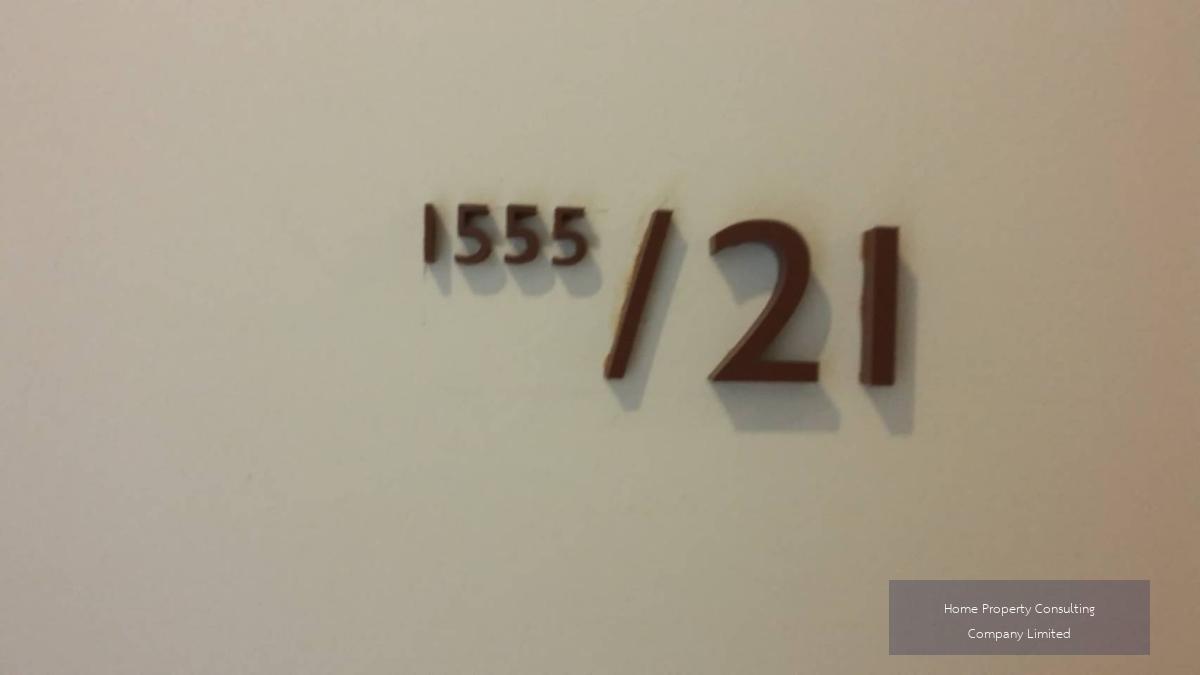 1555/21
Home Property Consulting
Company Limited